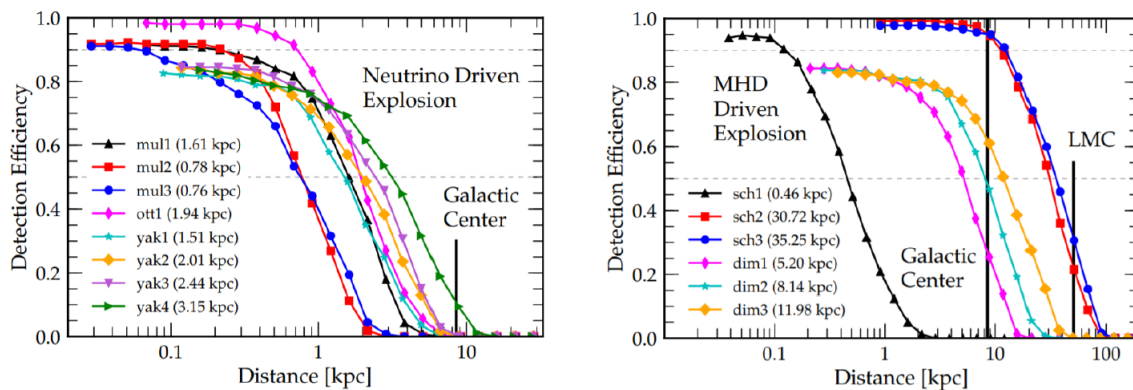 Detection Efficiency
1.0
0.8
0.6
0.4
0.2
0.0
Neutrino Driven
Explosion
mul1 (1.61 kpc)
mul2 (0.78 kpc)
mul3 (0.76 kpc)
ott1 (1.94 kpc)
yak1 (1.51 kpc)
yak2 (2.01 kpc)
yak3 (2.44 kpc)
yak4 (3.15 kpc)
Galactic
Center
0.1
1
10
Distance [kpc]
Detection Efficiency
1.0
0.8
0.6
0.4
0.2
0.0
MHD
Driven
Explosion
LMC
sch1 (0.46 kpc)
sch2 (30.72 kpc)
sch3 (35.25 kpc)
dim1 (5.20 kpc)
dim2 (8.14 kpc)
dim3 (11.98 kpc)
Galactic
Center
0.1
1
10
100
Distance [kpc]